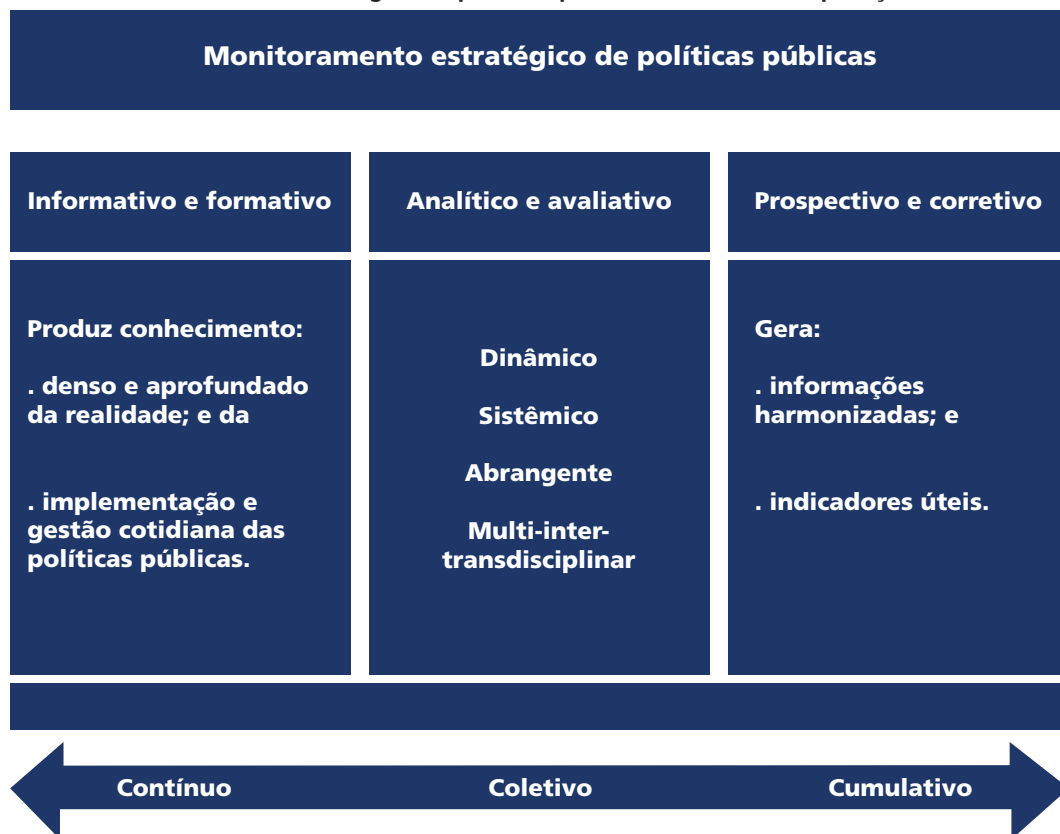 Monitoramento estratégico de políticas públicas
Informativo e formativo
Produz conhecimento:
. denso e aprofundado
da realidade; e da
. implementação e
gestão cotidiana das
políticas públicas.
Analítico e avaliativo
Dinâmico
Sistêmico
Abrangente
Multi-inter-
transdisciplinar
Prospectivo e corretivo
Gera:
. informações
harmonizadas; e
. indicadores úteis.
Contínuo
Coletivo
Cumulativo